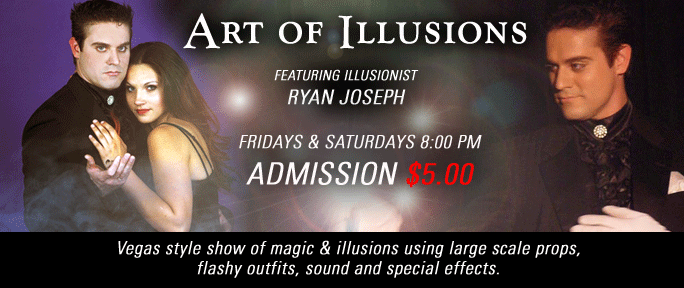 ART OF ILLUSIONS
FEATURING ILLUSIONIST
RYAN JOSEPH
FRIDAYS & SATURDAYS 8:00 PM
ADMISSION $5.00
Vegas style show of magic & illusions using large scale props,
flashy outfits, sound and special effects.